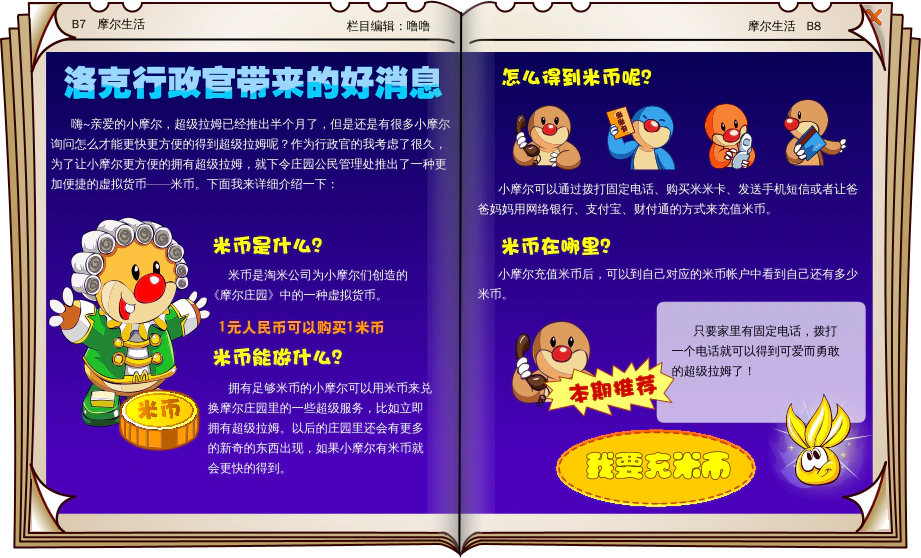 B7 摩尔生活
栏目编辑：噜噜
洛克行政官带来的好消息
嗨~亲爱的小摩尔，超级拉姆已经推出半个月了，但是还是有很多小摩尔
询问怎么才能更快更方便的得到超级拉姆呢？作为行政官的我考虑了很久，
为了让小摩尔更方便的拥有超级拉姆，就下令庄园公民管理处推出了一种更
加便捷的虚拟货币——米币。下面我来详细介绍一下：
米币是什么？
米币是淘米公司为小摩尔们创造的
《摩尔庄园》中的一种虚拟货币。
1元人民币可以购买1米币
米币能做什么？
拥有足够米币的小摩尔可以用米币来兑
换摩尔庄园里的一些超级服务，比如立即
拥有超级拉姆。以后的庄园里还会有更多
的新奇的东西出现，如果小摩尔有米币就
会更快的得到。
米币
摩尔生活 B8
怎么得到米币呢？
小摩尔可以通过拨打固定电话、购买米米卡、发送手机短信或者让爸
爸妈妈用网络银行、支付宝、财付通的方式来充值米币。
米币在哪里？
小摩尔充值米币后，可以到自己对应的米币帐户中看到自己还有多少
米币。
只要家里有固定电话，拨打
一个电话就可以得到可爱而勇敢
的超级拉姆了！
本期推荐
我要充米币